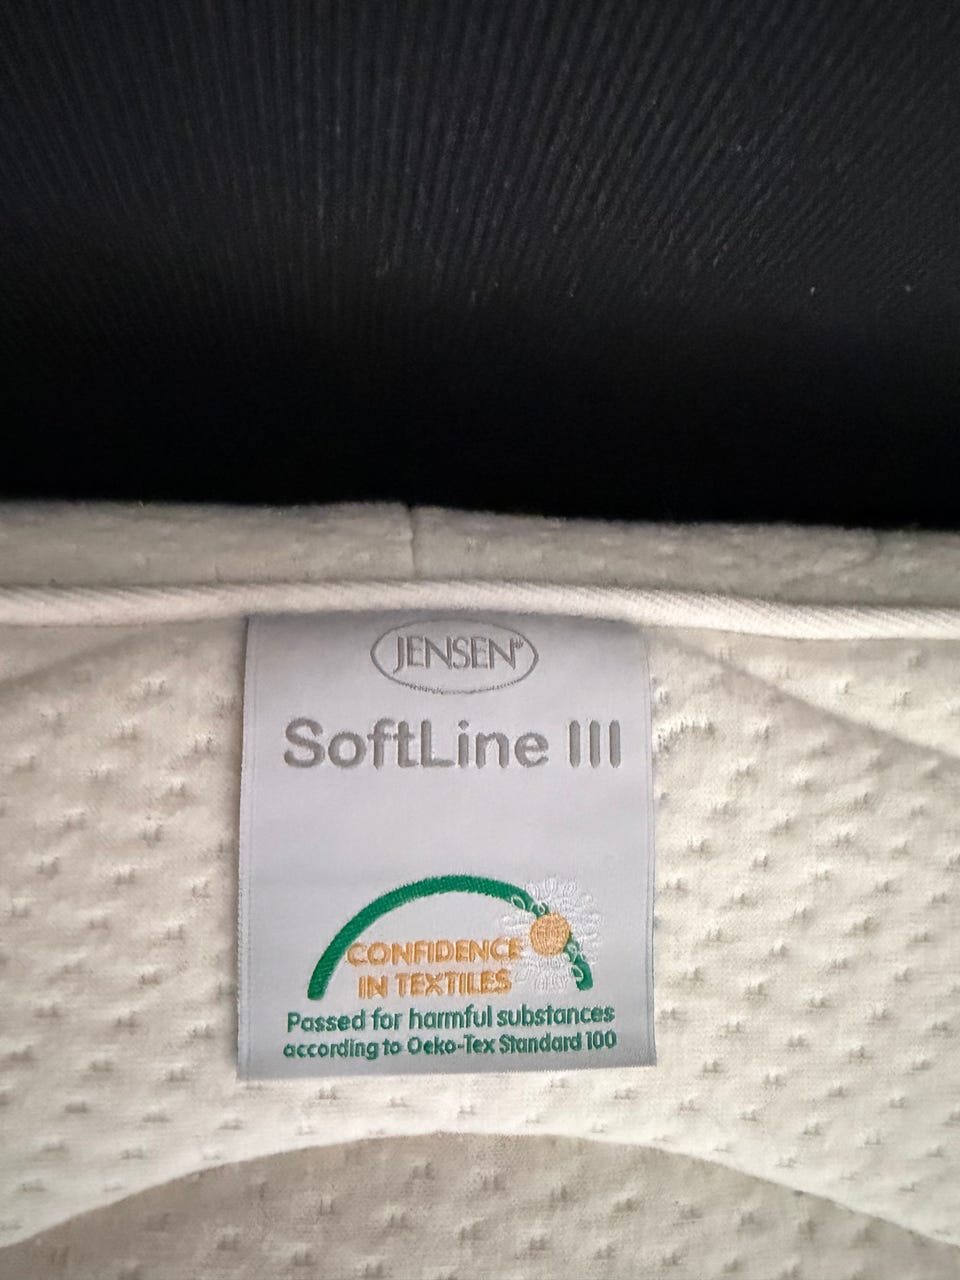 JENSEN
SoftLine III
CONFIDENCE
IN TEXTILES
Passed for harmful substances
according to Oeko-Tex Standard 100